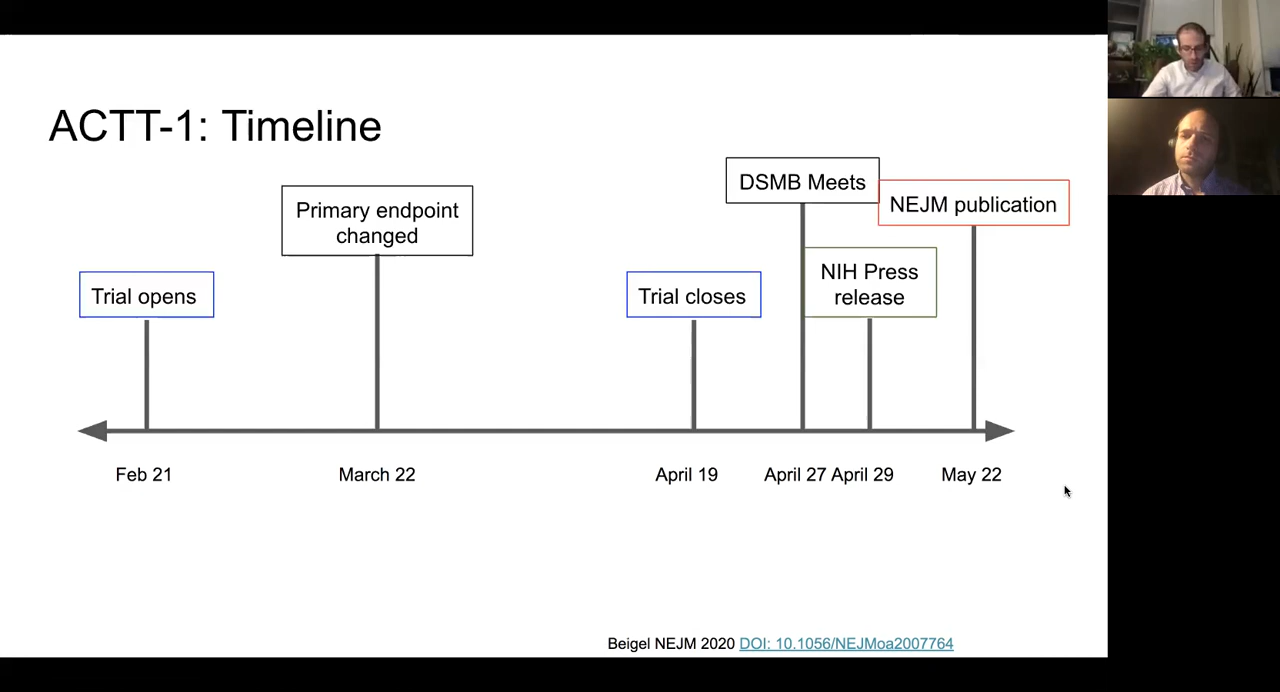 ACTT-1: Timeline
DSMB Meets
Primary endpoint
changed
NEJM publication
Trial opens
Trial closes
NIH Press
release
Feb 21
March 22
April 19
April 27
April 29
May 22
Beigel NEJM 2020 DOI: 10.1056/NEJMoa2007764